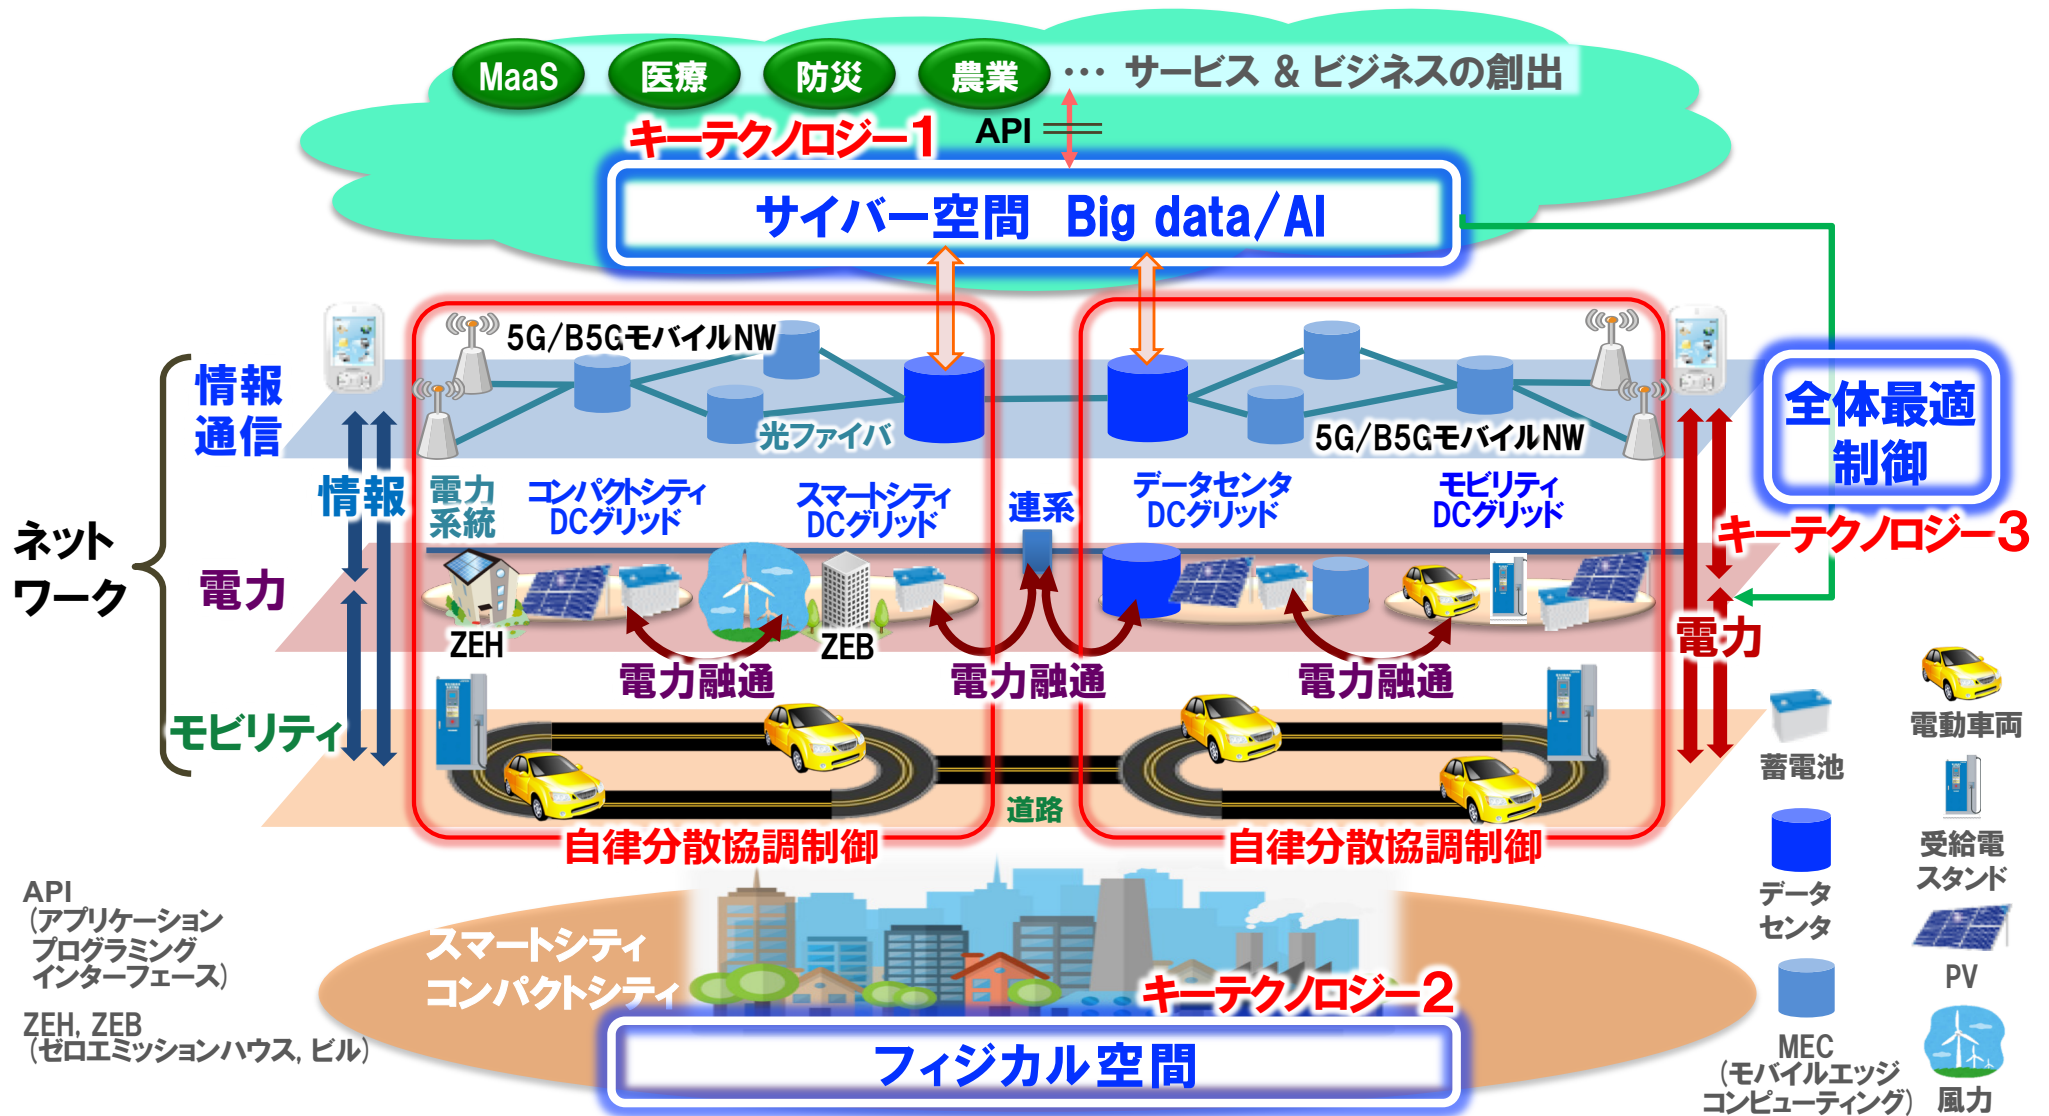 MaaS
医療
防災
農業
… サービス & ビジネスの創出
キーテクノロジー1
API
サイバー空間 Big data/AI
5G/B5GモバイルNW
光ファイバ
5G/B5GモバイルNW
情報
通信
全体最適
制御
キーテクノロジー3
情報
電力
系統
コンパクトシティ
DCグリッド
スマートシティ
DCグリッド
連系
データセンタ
DCグリッド
モビリティ
DCグリッド
ネット
ワーク
電力
ZEH
ZEB
電力
電力融通
電力融通
電力融通
モビリティ
道路
自律分散協調制御
自律分散協調制御
蓄電池
電動車両
データ
センタ
受給電
スタンド
PV
MEC
(モバイルエッジ
コンピューティング)
風力
API
(アプリケーション
プログラミング
インターフェース)
ZEH, ZEB
(ゼロエミッションハウス, ビル)
スマートシティ
コンパクトシティ
キーテクノロジー2
フィジカル空間